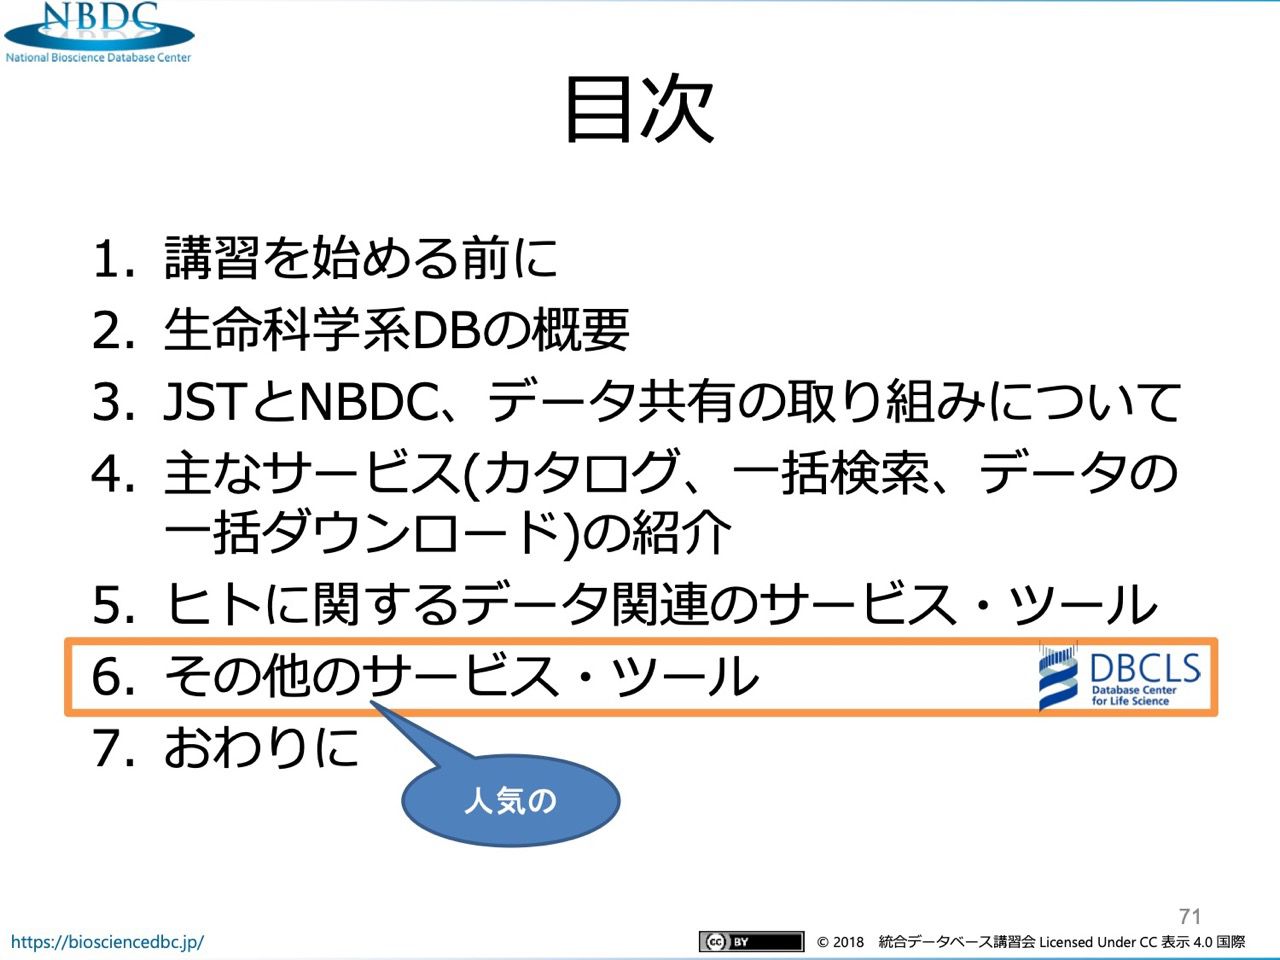 NBDC
National Bioscience Database Center
目次
1. 講習を始める前に
2. 生命科学系DBの概要
3. JSTとNBDC、データ共有の取り組みについて
4. 主なサービス(カタログ、一括検索、データの
一括ダウンロード)の紹介
5. ヒトに関するデータ関連のサービス・ツール
6. その他のサービス・ツール
DBCLS
Database Center
for Life Science
7. おわりに
人気の
71
https://biosciencedbc.jp/
cc BY
© 2018 統合データベース講習会 Licensed Under CC 表示 4.0 国際